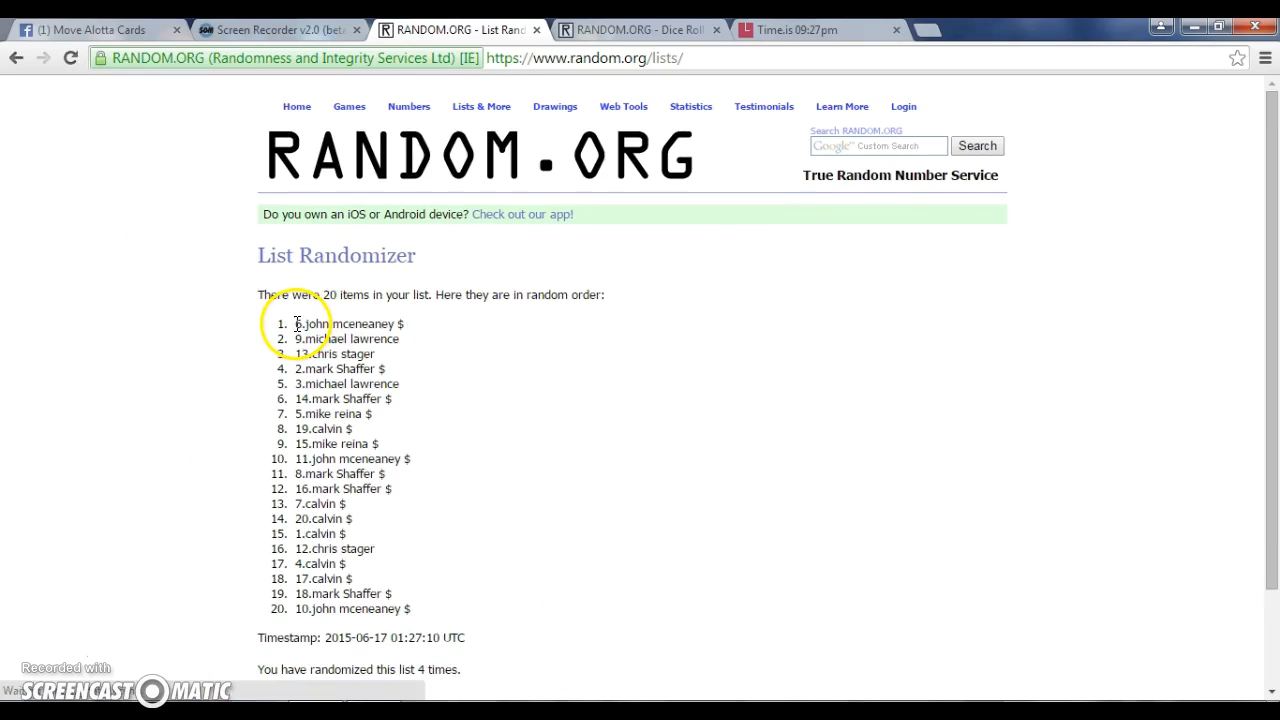 (1) Move Alotta Cards
Screen Recorder v2.0 (beta
RANDOM.ORG - List Ran
RANDOM.ORG - Dice Roll
Time.is 09:27pm
RANDOM.ORG (Randomness and Integrity Services Ltd) [IE] https://www.random.org/lists/
Home Games Numbers Lists & More Drawings Web Tools Statistics Testimonials Learn More Login
RANDOM.ORG
Search RANDOM.ORG
Google™ Custom Search Search
True Random Number Service
Do you own an iOS or Android device? Check out our app!
List Randomizer
There were 20 items in your list. Here they are in random order:
1. 6.john mceneaney $
2. 9.michael lawrence
3. 13.chris stager
4. 2.mark Shaffer $
5. 3.michael lawrence
6. 14.mark Shaffer $
7. 5.mike reina $
8. 19.calvin $
9. 15.mike reina $
10. 11.john mceneaney $
11. 8.mark Shaffer $
12. 16.mark Shaffer $
13. 7.calvin $
14. 20.calvin $
15. 1.calvin $
16. 12.chris stager
17. 4.calvin $
18. 17.calvin $
19. 18.mark Shaffer $
20. 10.john mceneaney $
Timestamp: 2015-06-17 01:27:10 UTC
You have randomized this list 4 times.
Recorded with
SCREENCAST MATIC